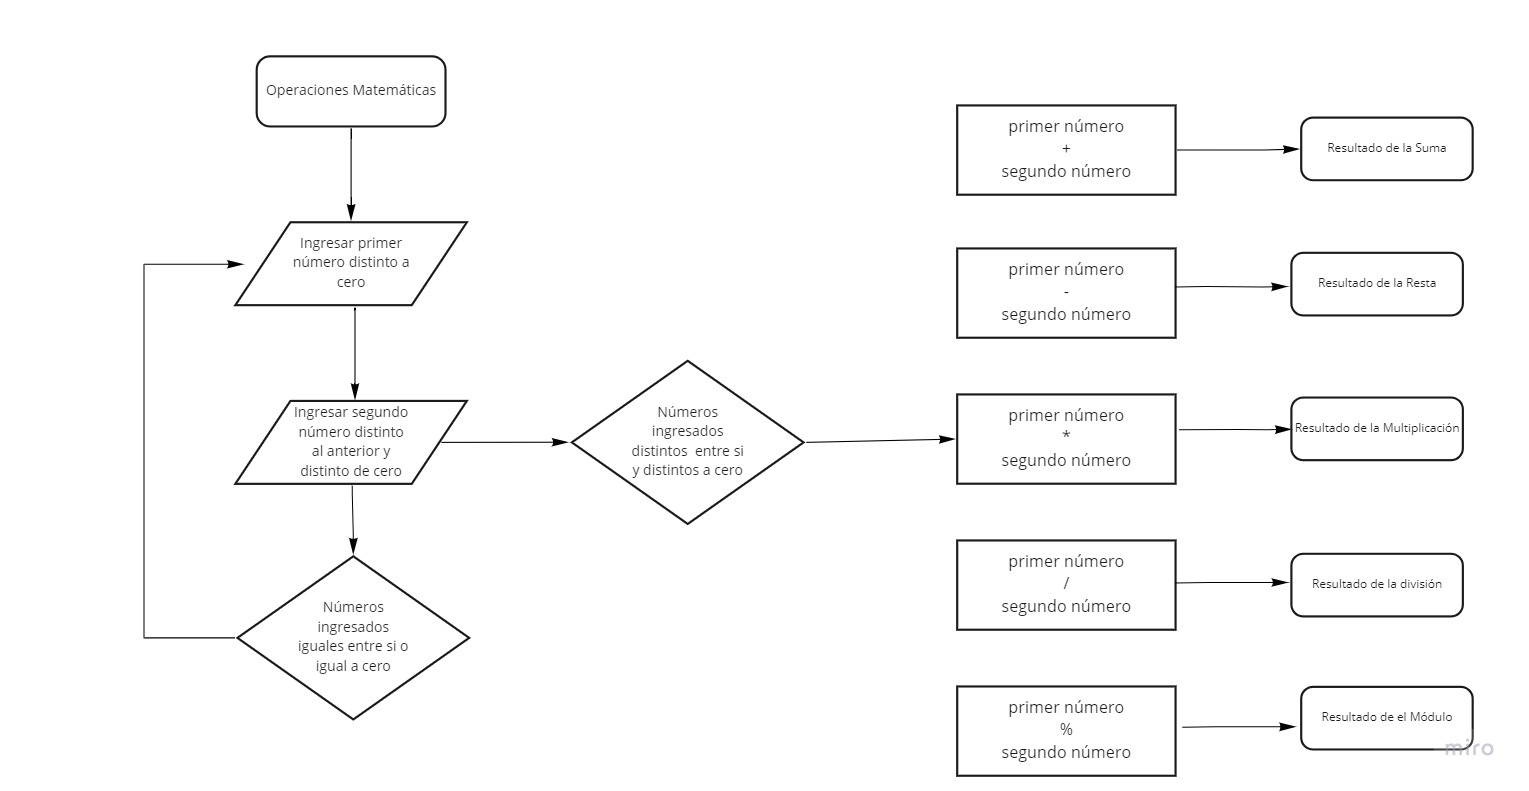 Operaciones Matemáticas
Ingresar primer
número distinto a
cero
Ingresar segundo
número distinto
al anterior y
distinto de cero
Números
ingresados
iguales entre si o
igual a cero
Números
ingresados
distintos  entre si
y distintos a cero
primer número
+
segundo número
Resultado de la Suma
primer número
-
segundo número
Resultado de la Resta
primer número
*
segundo número
Resultado de la Multiplicación
primer número
/
segundo número
Resultado de la división
primer número
%
segundo número
Resultado de el Módulo
miro